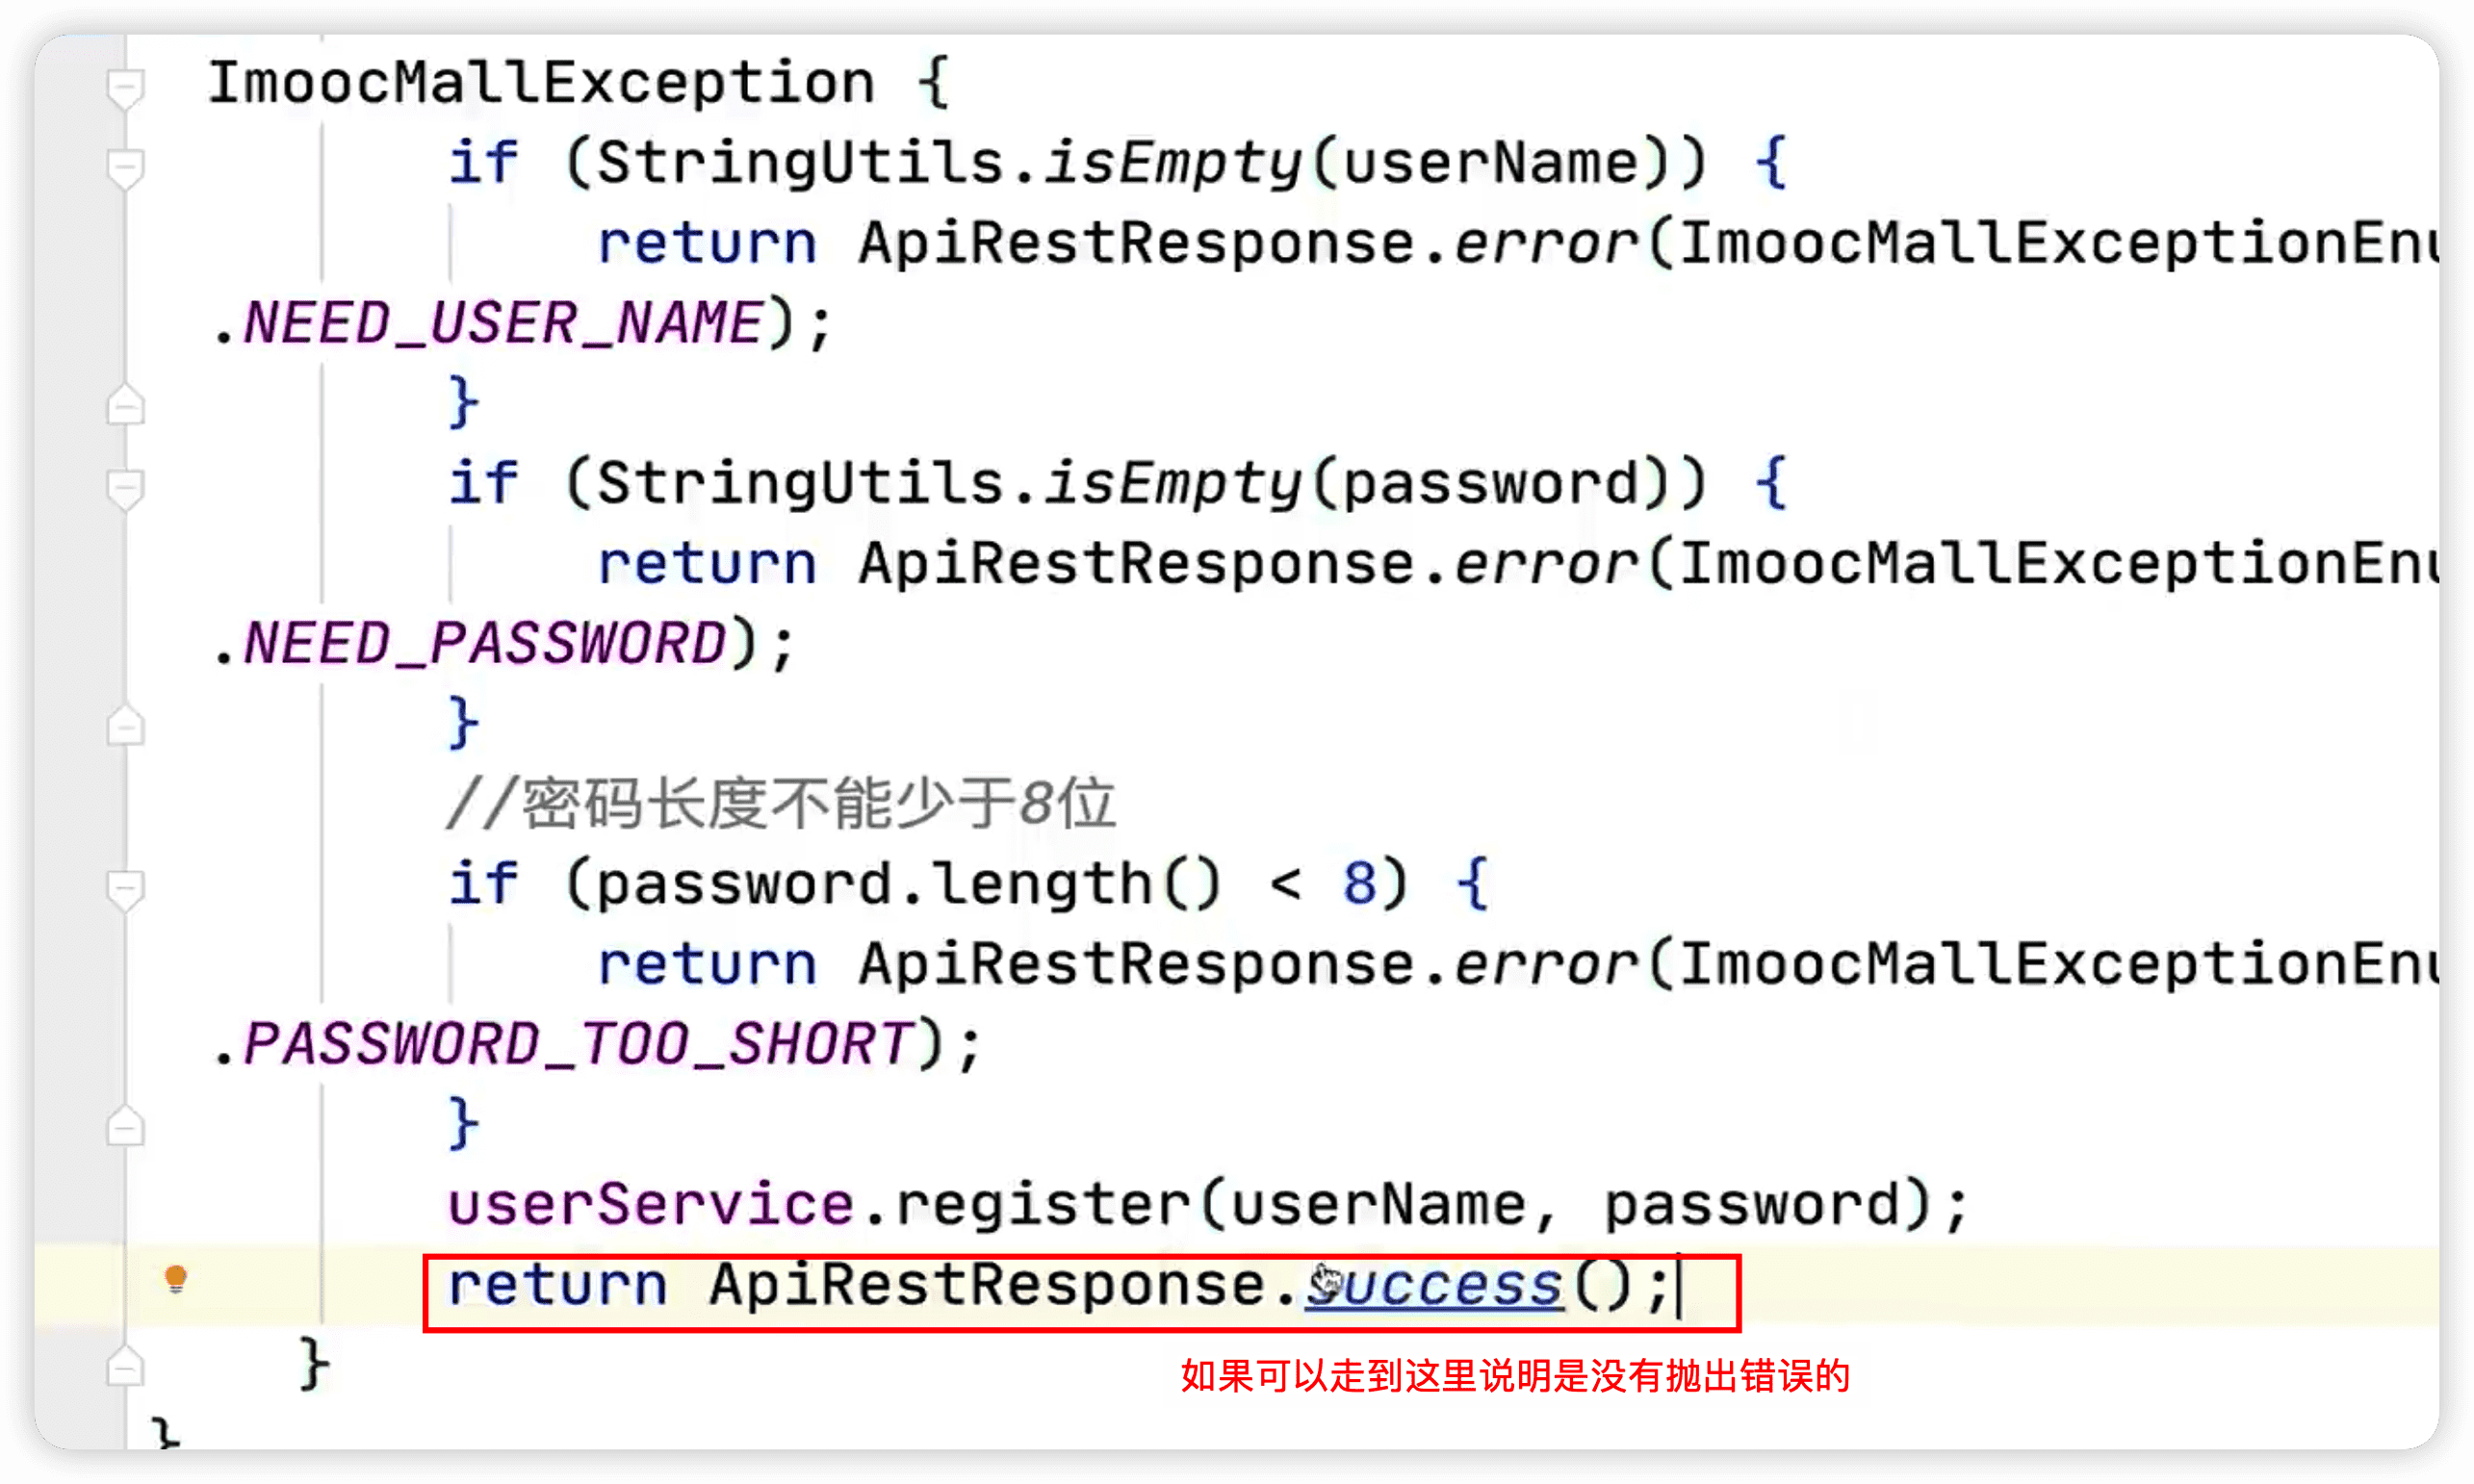 ImoocMallException {
if (StringUtils.isEmpty(userName)) {
return ApiRestResponse.error(ImoocMallExceptionEnu
.NEED_USER_NAME);
}
if (StringUtils.isEmpty(password)) {
return ApiRestResponse.error(ImoocMallExceptionEnu
.NEED_PASSWORD);
}
//密码长度不能少于8位
if (password.length() < 8) {
return ApiRestResponse.error(ImoocMallExceptionEnu
.PASSWORD_TOO_SHORT);
}
userService.register(userName, password);
return ApiRestResponse.success();
}
如果可以走到这里说明是没有抛出错误的
}